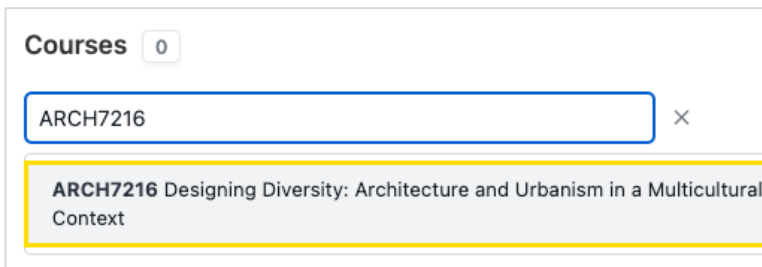 Courses 0
ARCH7216
ARCH7216 Designing Diversity: Architecture and Urbanism in a Multicultural
Context